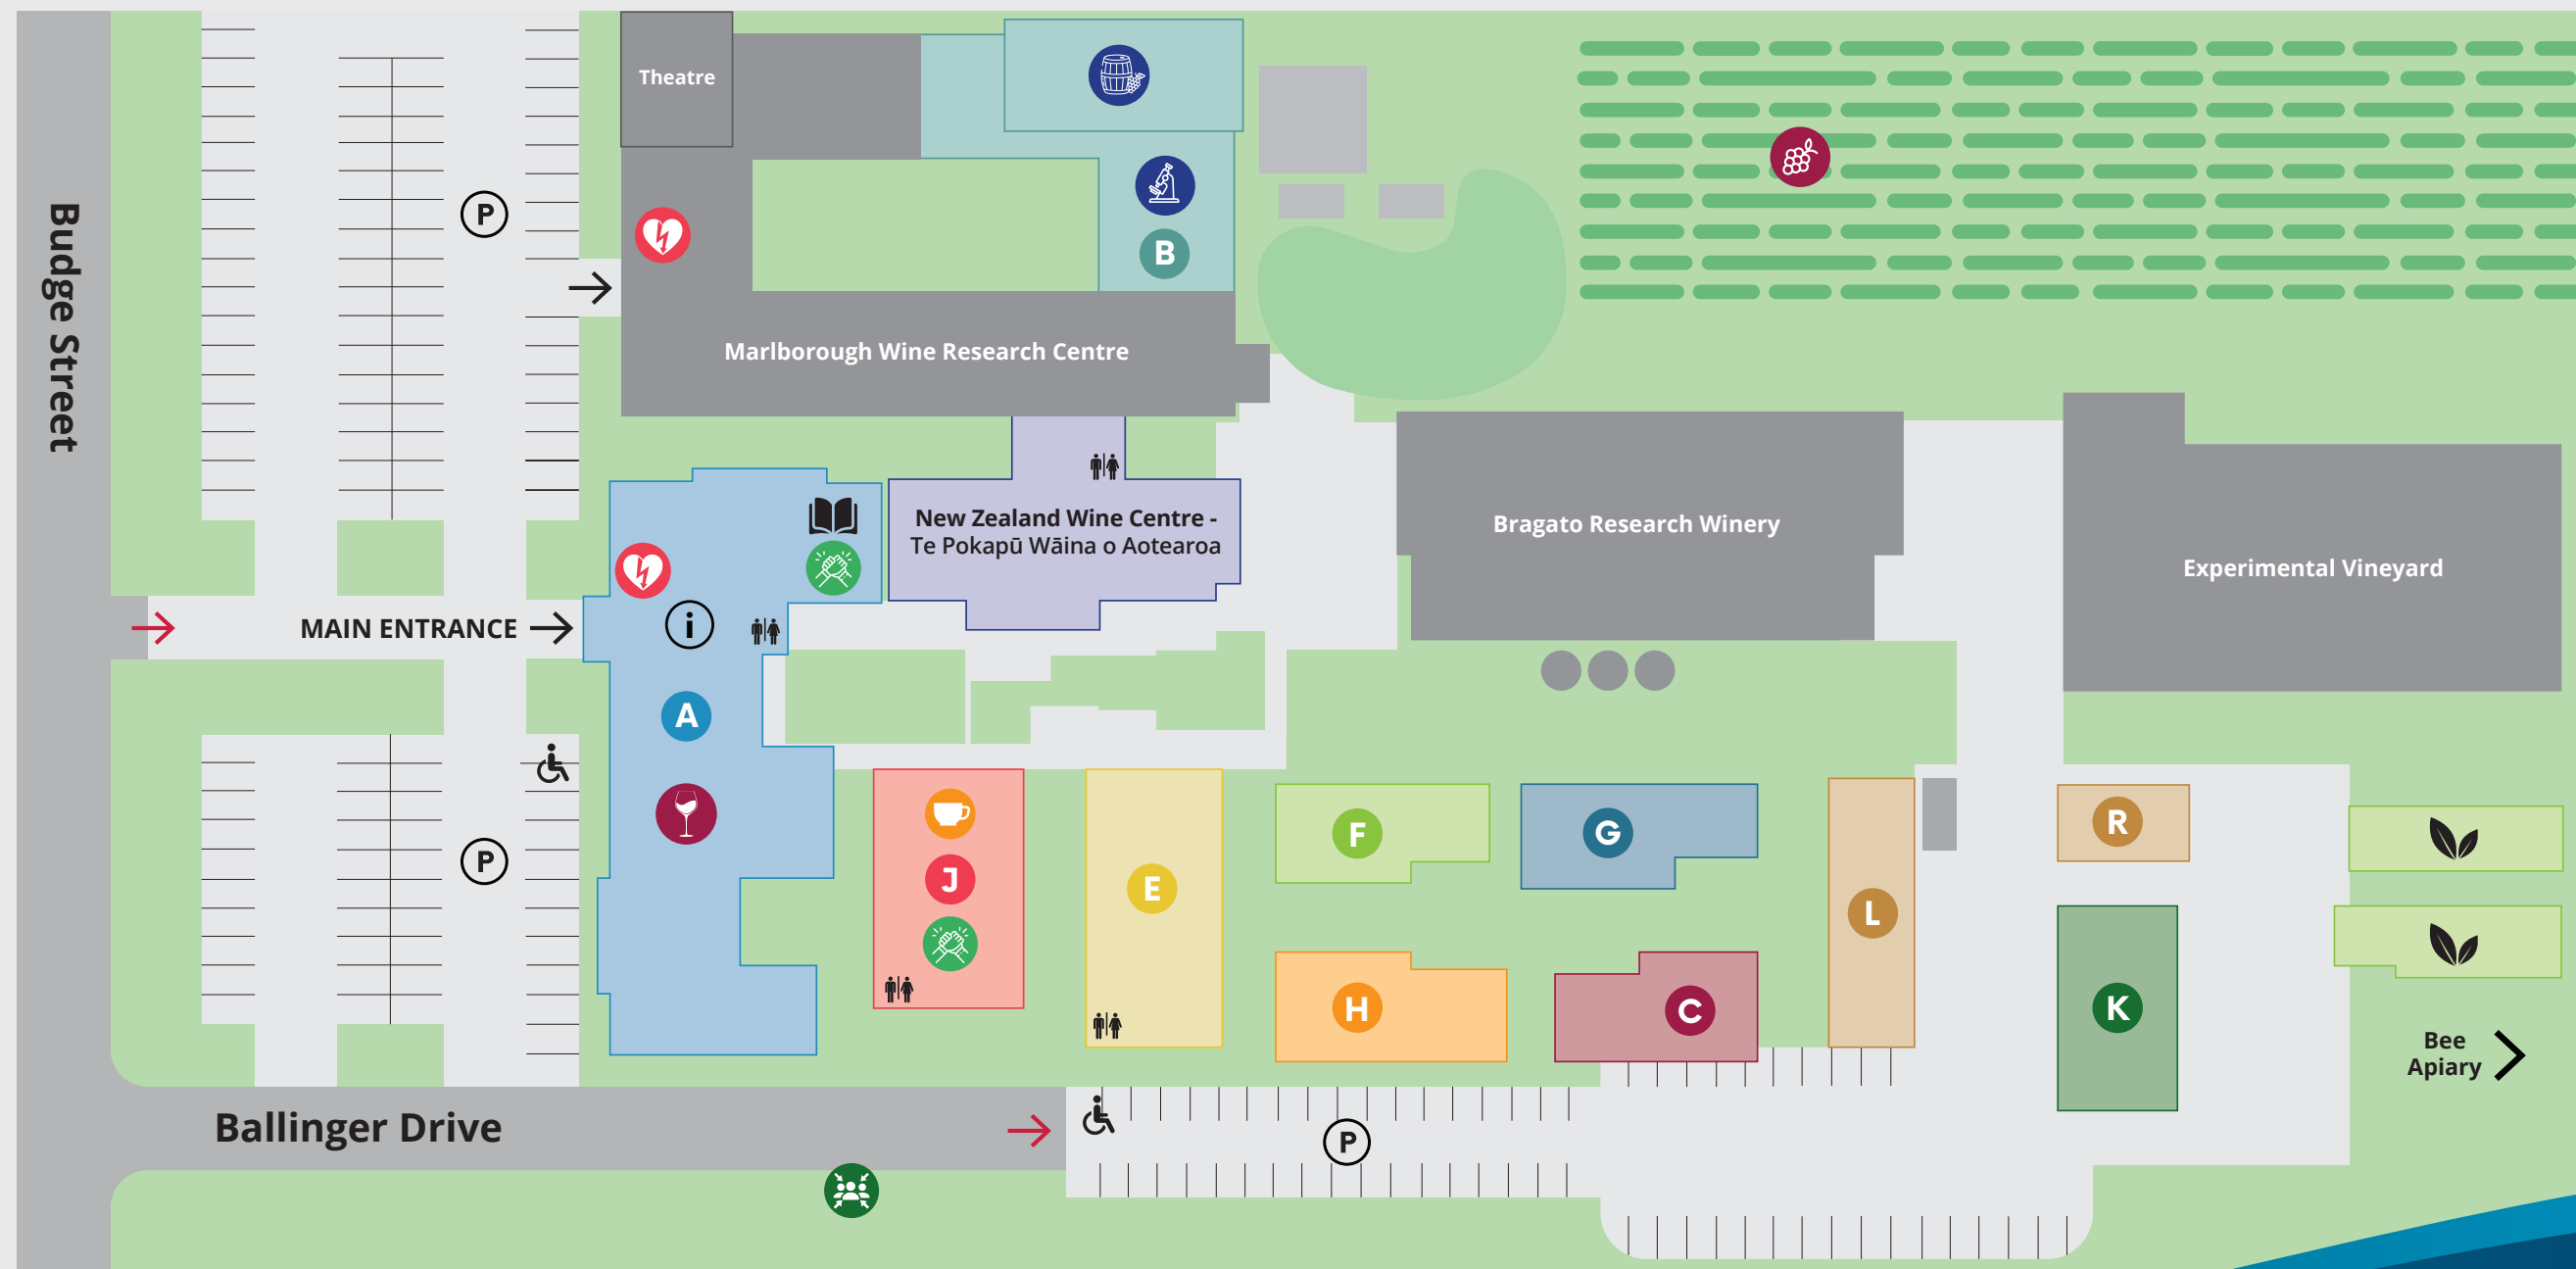 Theatre
P
B
Budge Street
Marlborough Wine Research Centre
New Zealand Wine Centre -
Te Pokapū Wāina o Aotearoa
Bragato Research Winery
Experimental Vineyard
MAIN ENTRANCE
i
A
P
J
E
F
G
L
R
H
C
K
Bee
Apiary
Ballinger Drive
P